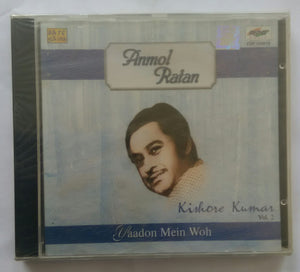 Anmol
Ratan
Kishore Kumar
Vol. 2
Yaadon Mein Woh